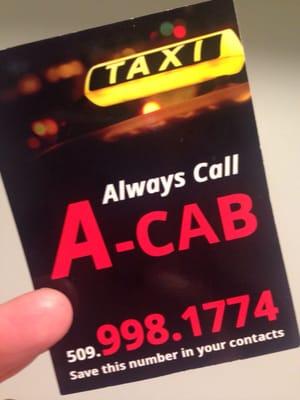 TAXI
Always Call
A-CAB
509.998.1774
Save this number in your contacts